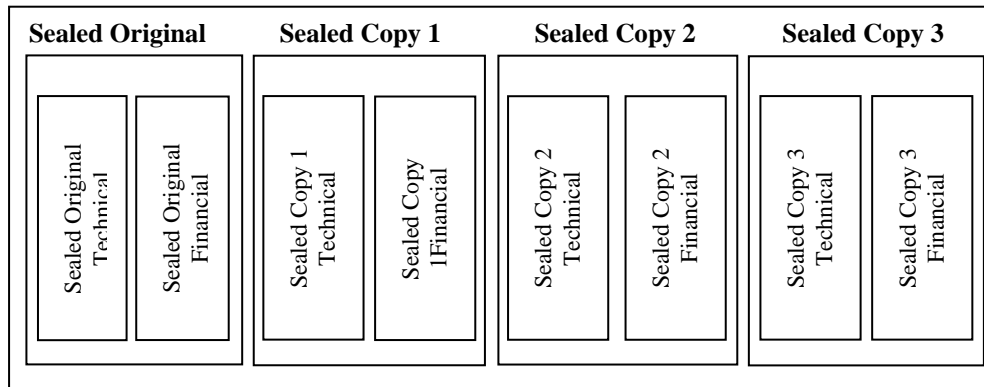 Sealed Original
Sealed Copy 1
Sealed Copy 2
Sealed Copy 3
Sealed Original
Technical
Sealed Original
Financial
Sealed Copy 1
Technical
Sealed Copy
1Financial
Sealed Copy 2
Technical
Sealed Copy 2
Financial
Sealed Copy 3
Technical
Sealed Copy 3
Financial